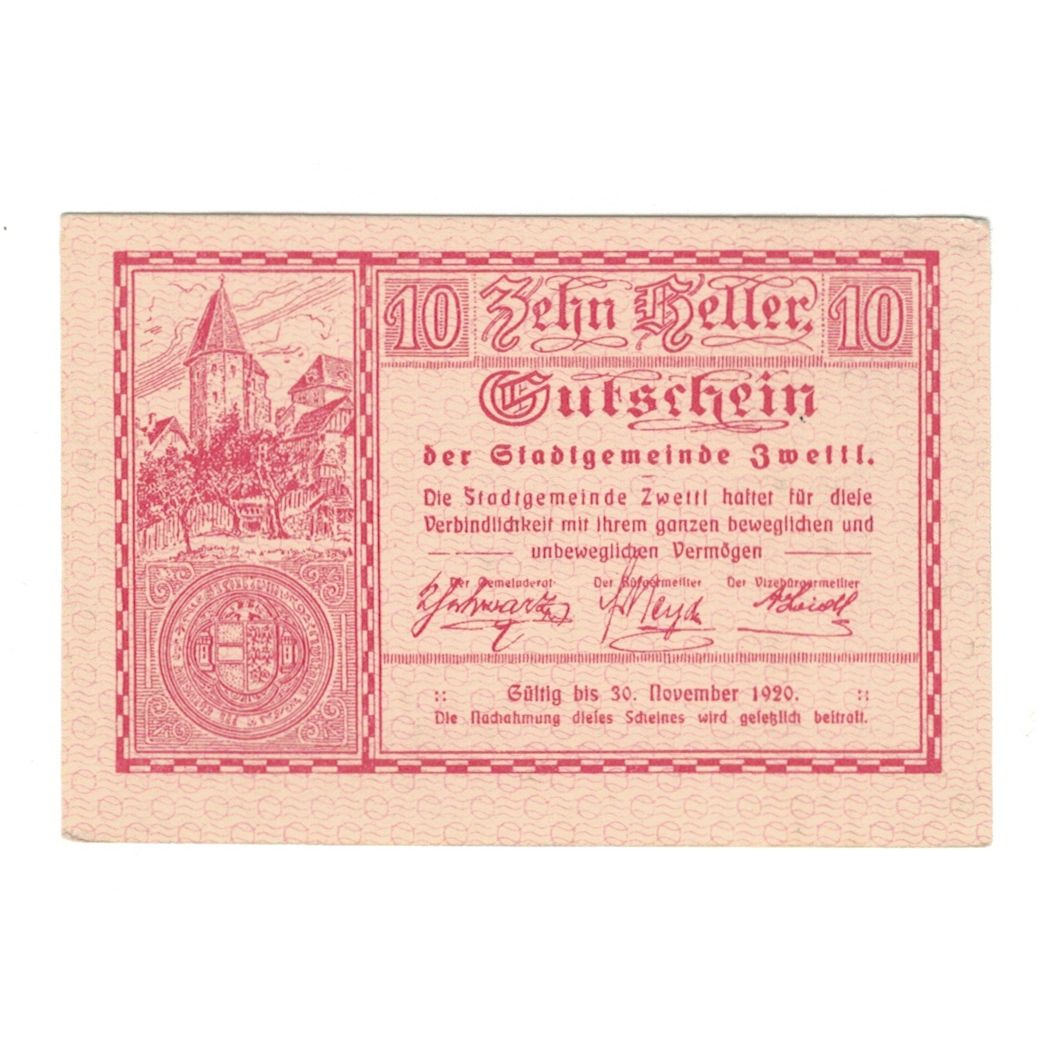 10 Zehn Heller, 10
Gutschein
der Stadtgemeinde Zwettl.
Die Stadtgemeinde Zwettl haftet für diese
Verbindlichkeit mit ihrem ganzen beweglichen und
unbeweglichen Vermögen
Der Gemeinderat Der Bürgermeister Der Vizebürgermeister
:: Gültig bis 30. November 1920. ::
Die Nachahmung dieses Scheines wird gesetzlich bestraft.